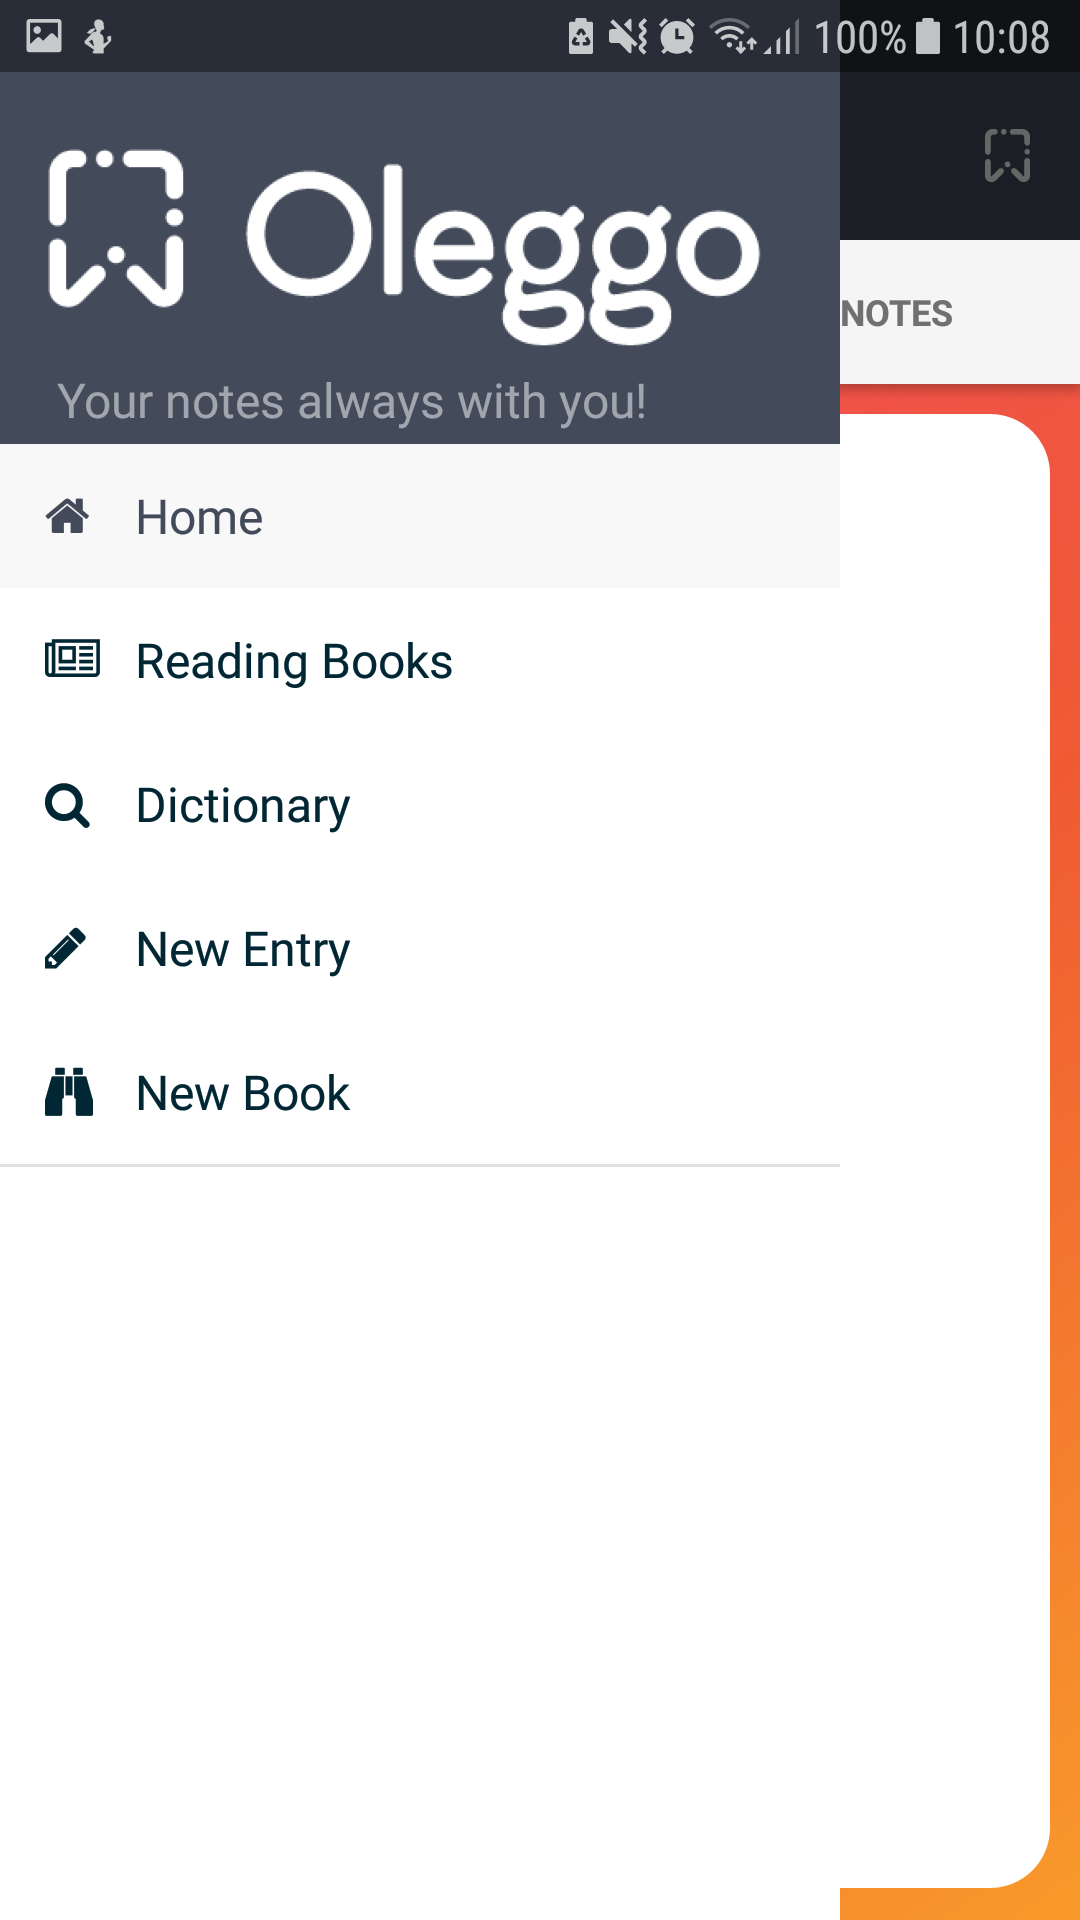 100% 10:08
Oleggo
Your notes always with you!
NOTES
Home
Reading Books
Dictionary
New Entry
New Book